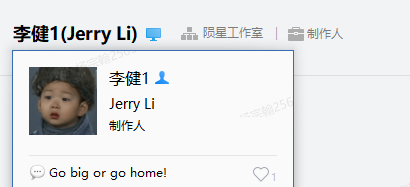 李健1(Jerry Li) 陨星工作室 | 制作人
李健1
Jerry Li
制作人
Go big or go home!
1